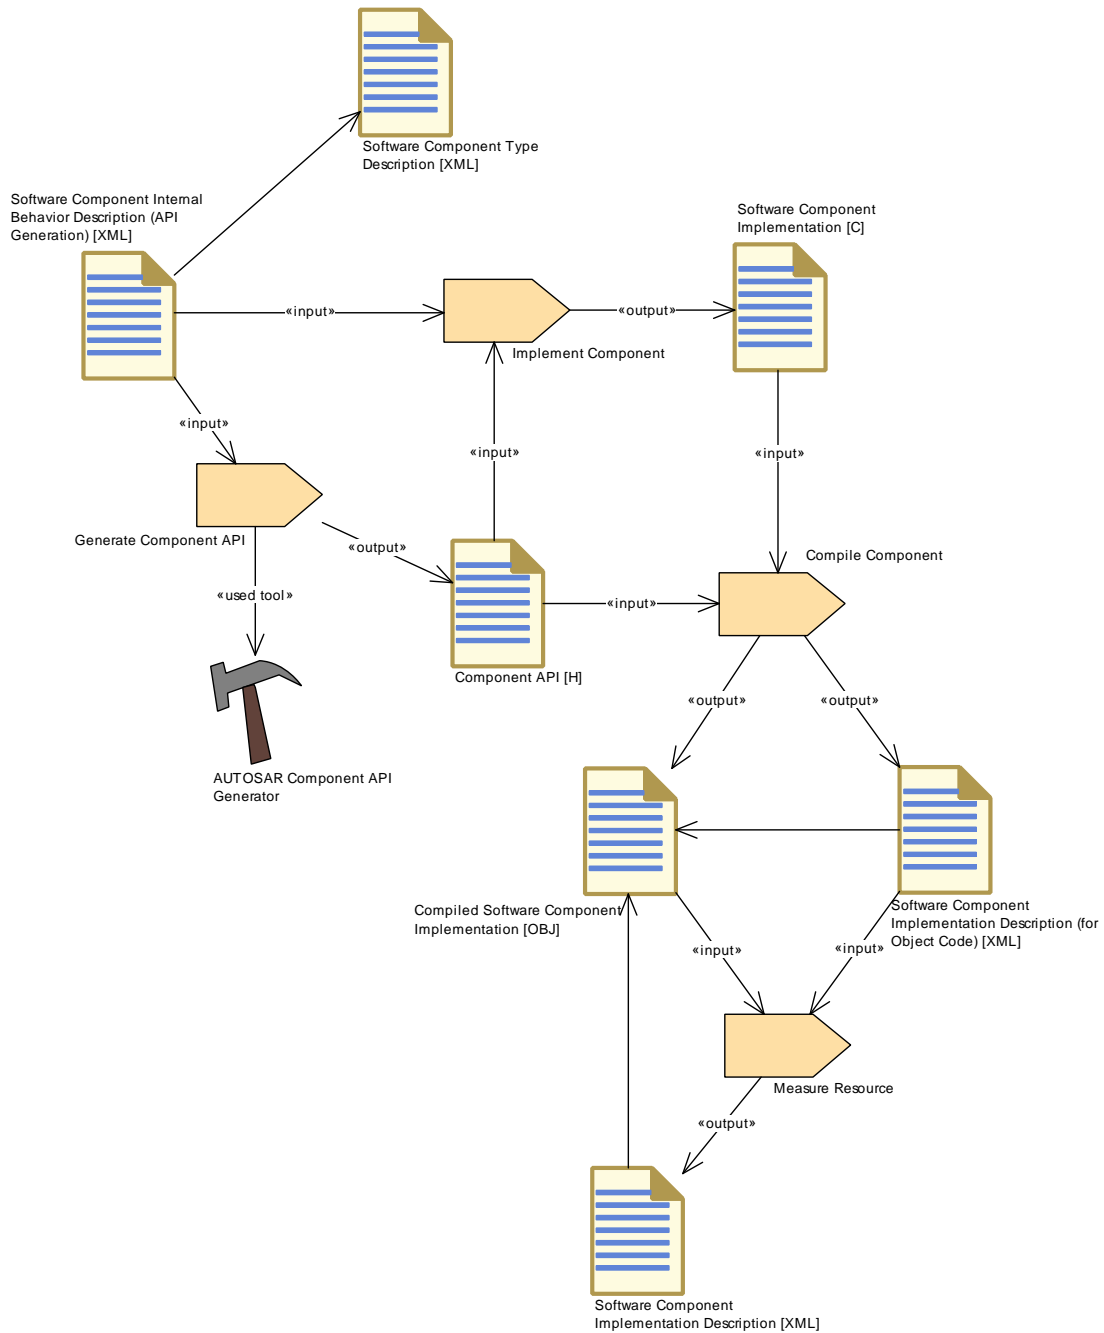 Software Component Type
Description [XML]
Software Component Internal
Behavior Description (API
Generation) [XML]
Software Component
Implementation [C]
«input»
«output»
Implement Component
«input»
«input»
«input»
Generate Component API
«output»
Compile Component
«used tool»
«input»
Component API [H]
«output»
«output»
AUTOSAR Component API
Generator
Compiled Software Component
Implementation [OBJ]
Software Component
Implementation Description (for
Object Code) [XML]
«input»
«input»
Measure Resource
«output»
Software Component
Implementation Description [XML]